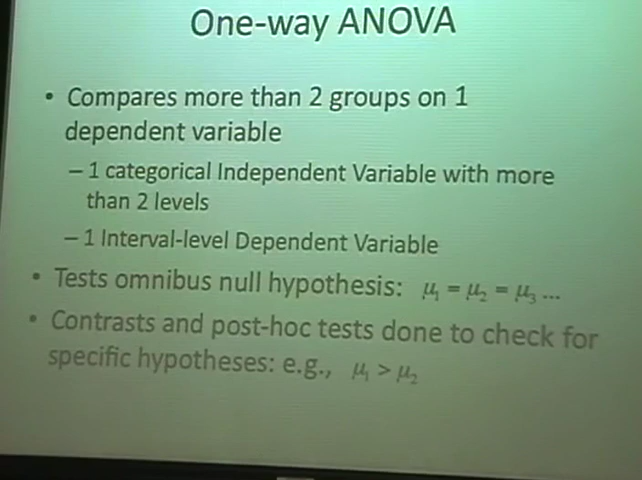 One-way ANOVA
• Compares more than 2 groups on 1
dependent variable
– 1 categorical Independent Variable with more
than 2 levels
– 1 Interval-level Dependent Variable
• Tests omnibus null hypothesis: μ₁ = μ₂ = μ₃ ...
• Contrasts and post-hoc tests done to check for
specific hypotheses: e.g., μ₁ > μ₂